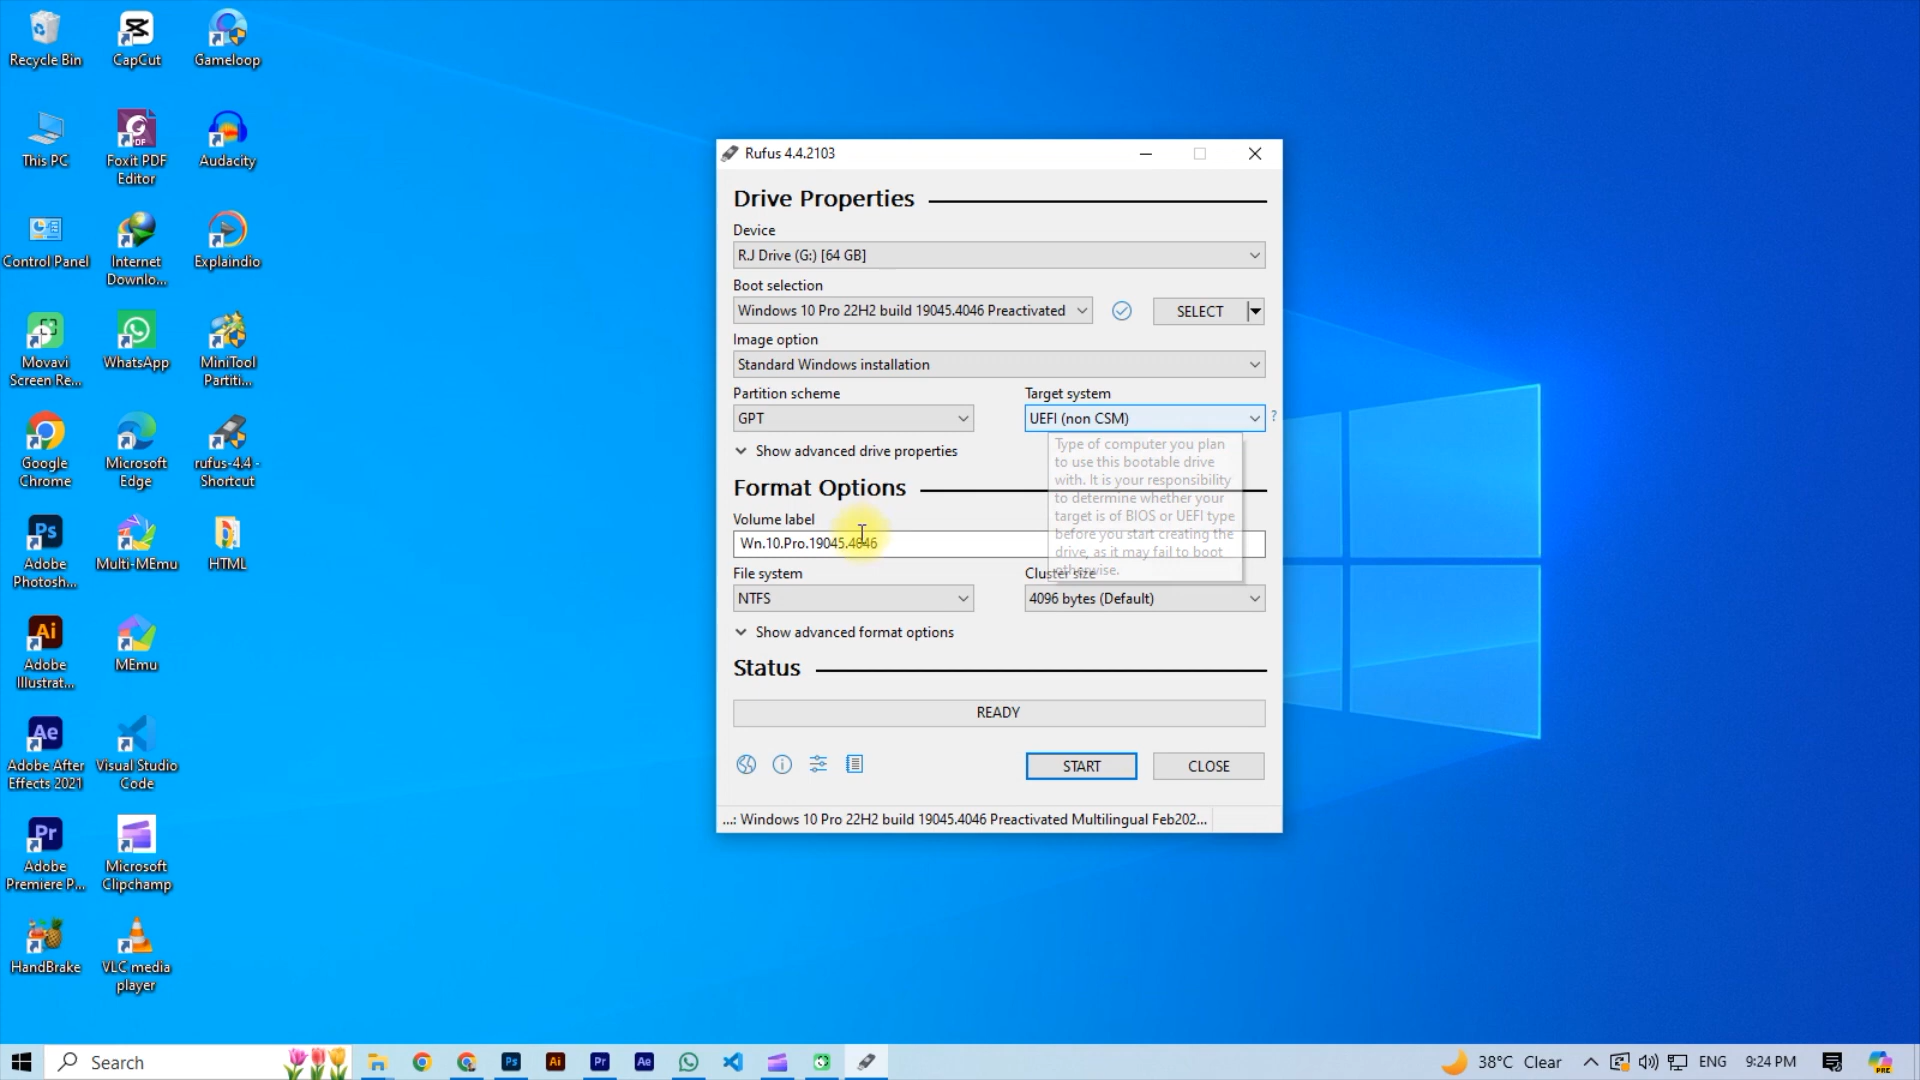 Recycle Bin
CapCut
Gameloop
This PC
Foxit PDF
Editor
Audacity
Control Panel
Internet
Downlo...
Explaindio
Movavi
Screen Re...
WhatsApp
MiniTool
Partiti...
Google
Chrome
Microsoft
Edge
rufus-4.4 -
Shortcut
Adobe
Photosh...
Multi-MEmu
HTML
Adobe
Illustrat...
MEmu
Adobe After
Effects 2021
Visual Studio
Code
Adobe
Premiere P...
Microsoft
Clipchamp
HandBrake
VLC media
player
Rufus 4.4.2103
Drive Properties
Device
R.J Drive (G:) [64 GB]
Boot selection
Windows 10 Pro 22H2 build 19045.4046 Preactivated
SELECT
Image option
Standard Windows installation
Partition scheme
Target system
GPT
UEFI (non CSM)
?
Show advanced drive properties
Type of computer you plan
to use this bootable drive
with. It is your responsibility
to determine whether your
target is of BIOS or UEFI type
before you start creating the
drive, as it may fail to boot
otherwise.
Format Options
Volume label
Wn.10.Pro.19045.4046
File system
Cluster size
NTFS
4096 bytes (Default)
Show advanced format options
Status
READY
START
CLOSE
...: Windows 10 Pro 22H2 build 19045.4046 Preactivated Multilingual Feb202...
Search
38°C Clear
ENG
9:24 PM